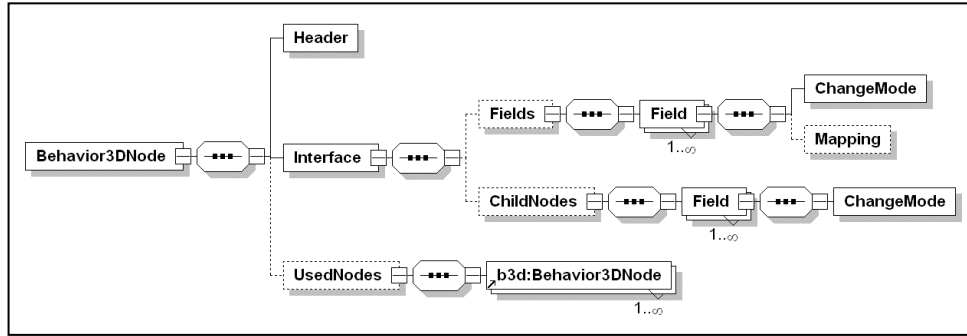 Header
ChangeMode
Fields
Field
1..∞
Mapping
Behavior3DNode
Interface
ChildNodes
Field
ChangeMode
1..∞
UsedNodes
b3d:Behavior3DNode
1..∞